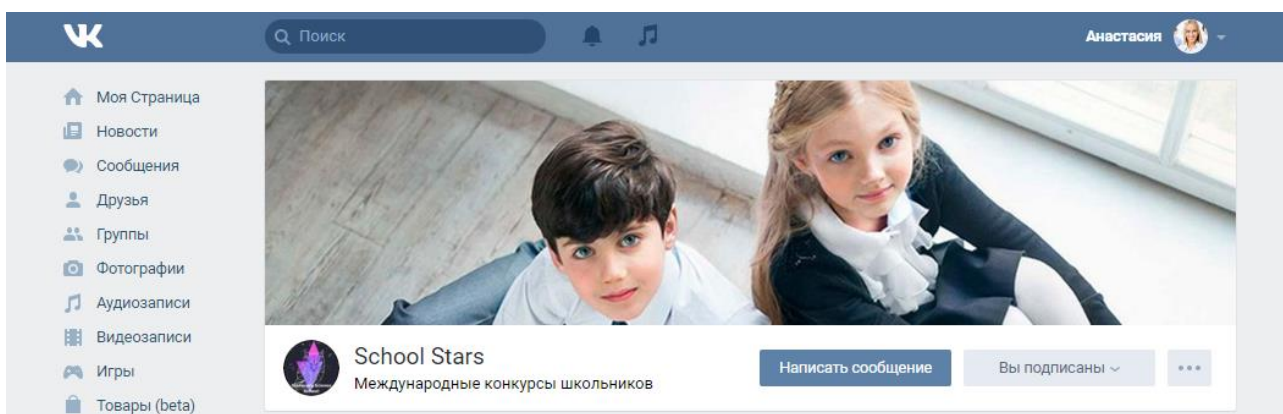 Поиск
Анастасия
Моя Страница
Новости
Сообщения
Друзья
Группы
Фотографии
Аудиозаписи
Видеозаписи
Игры
Товары (beta)
School Stars
Международные конкурсы школьников
Написать сообщение
Вы подписаны